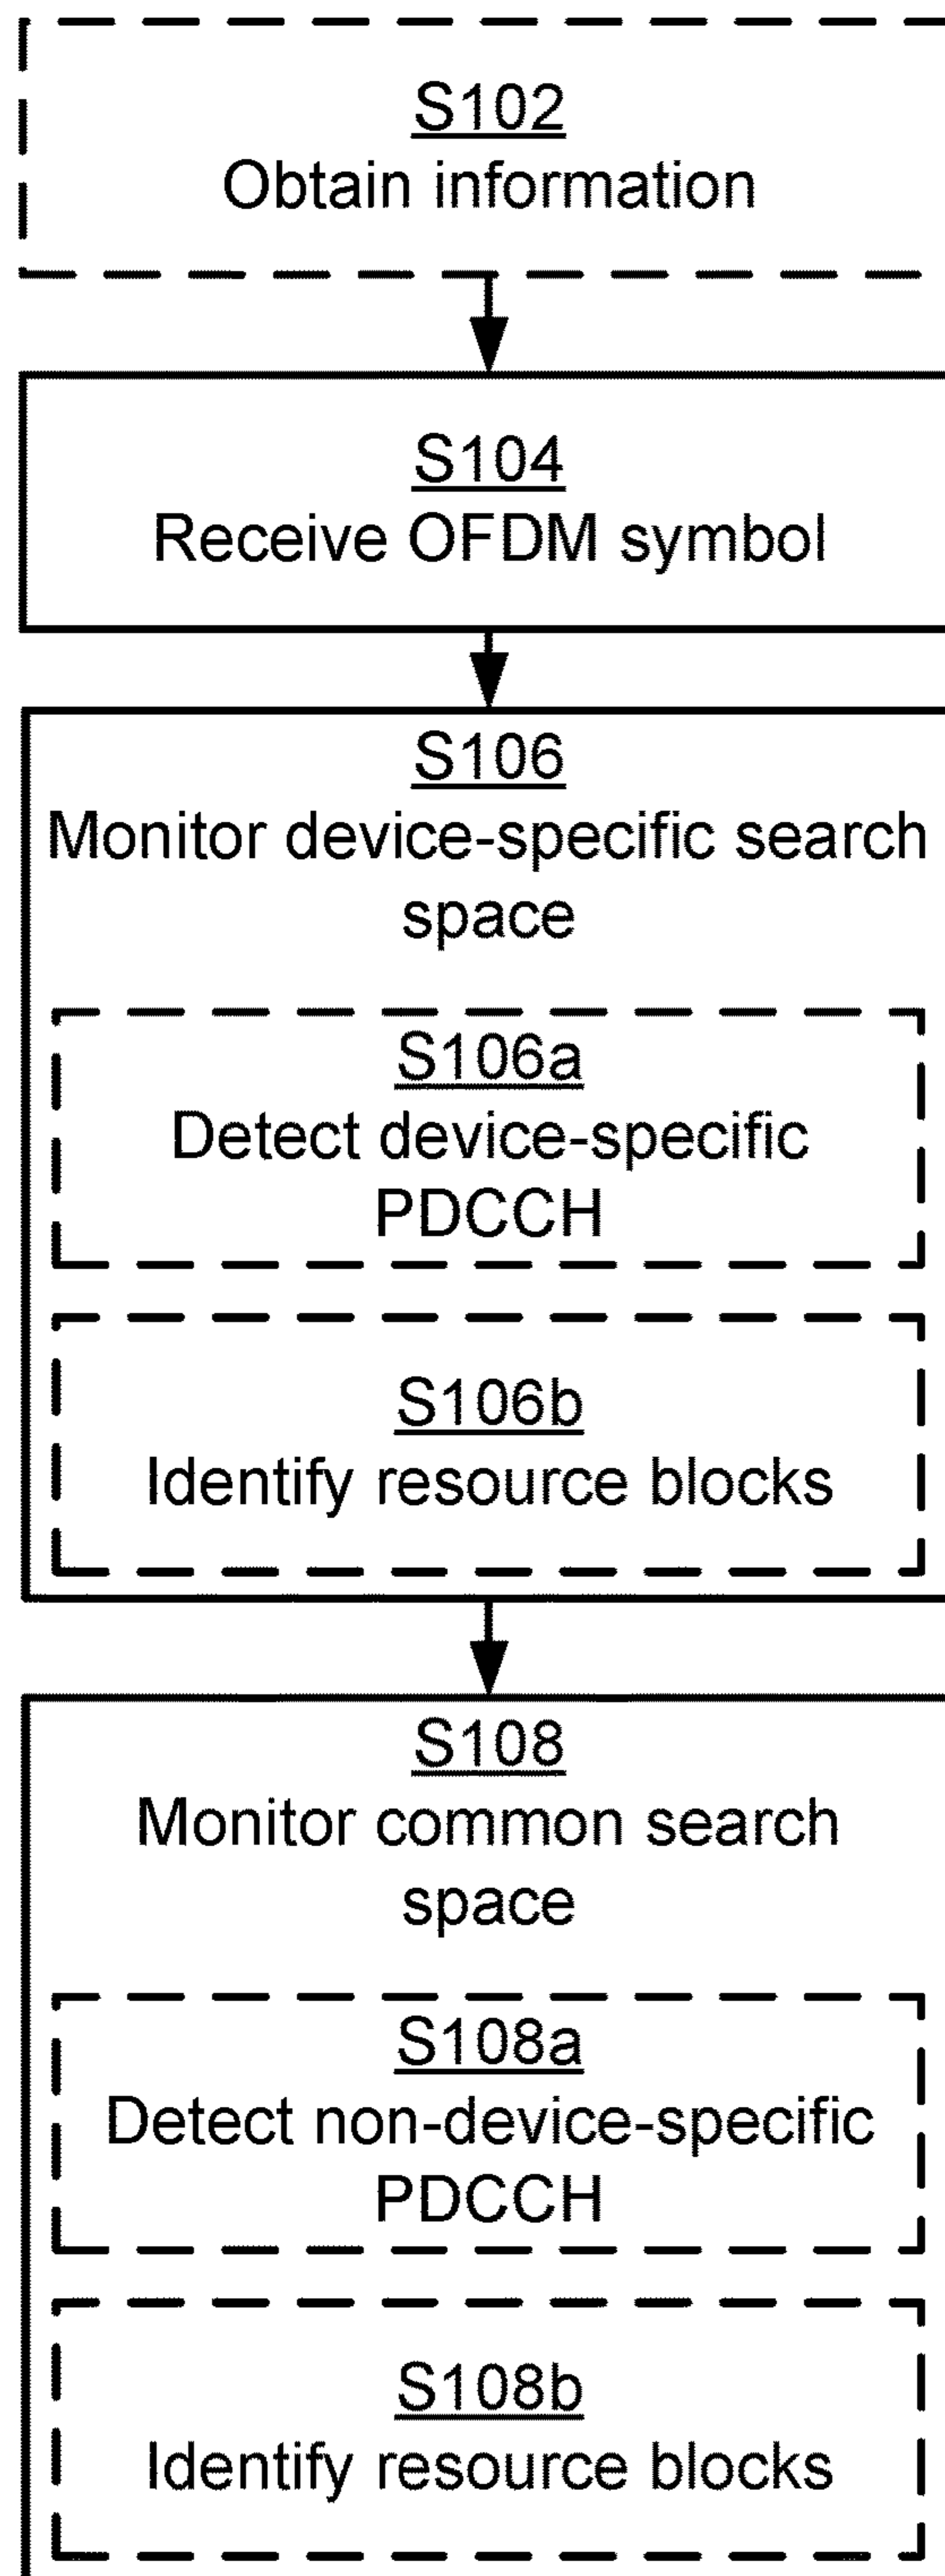 S102
Obtain information
S104
Receive OFDM symbol
S106
Monitor device-specific search
space
S106a
Detect device-specific
PDCCH
S106b
Identify resource blocks
S108
Monitor common search
space
S108a
Detect non-device-specific
PDCCH
S108b
Identify resource blocks